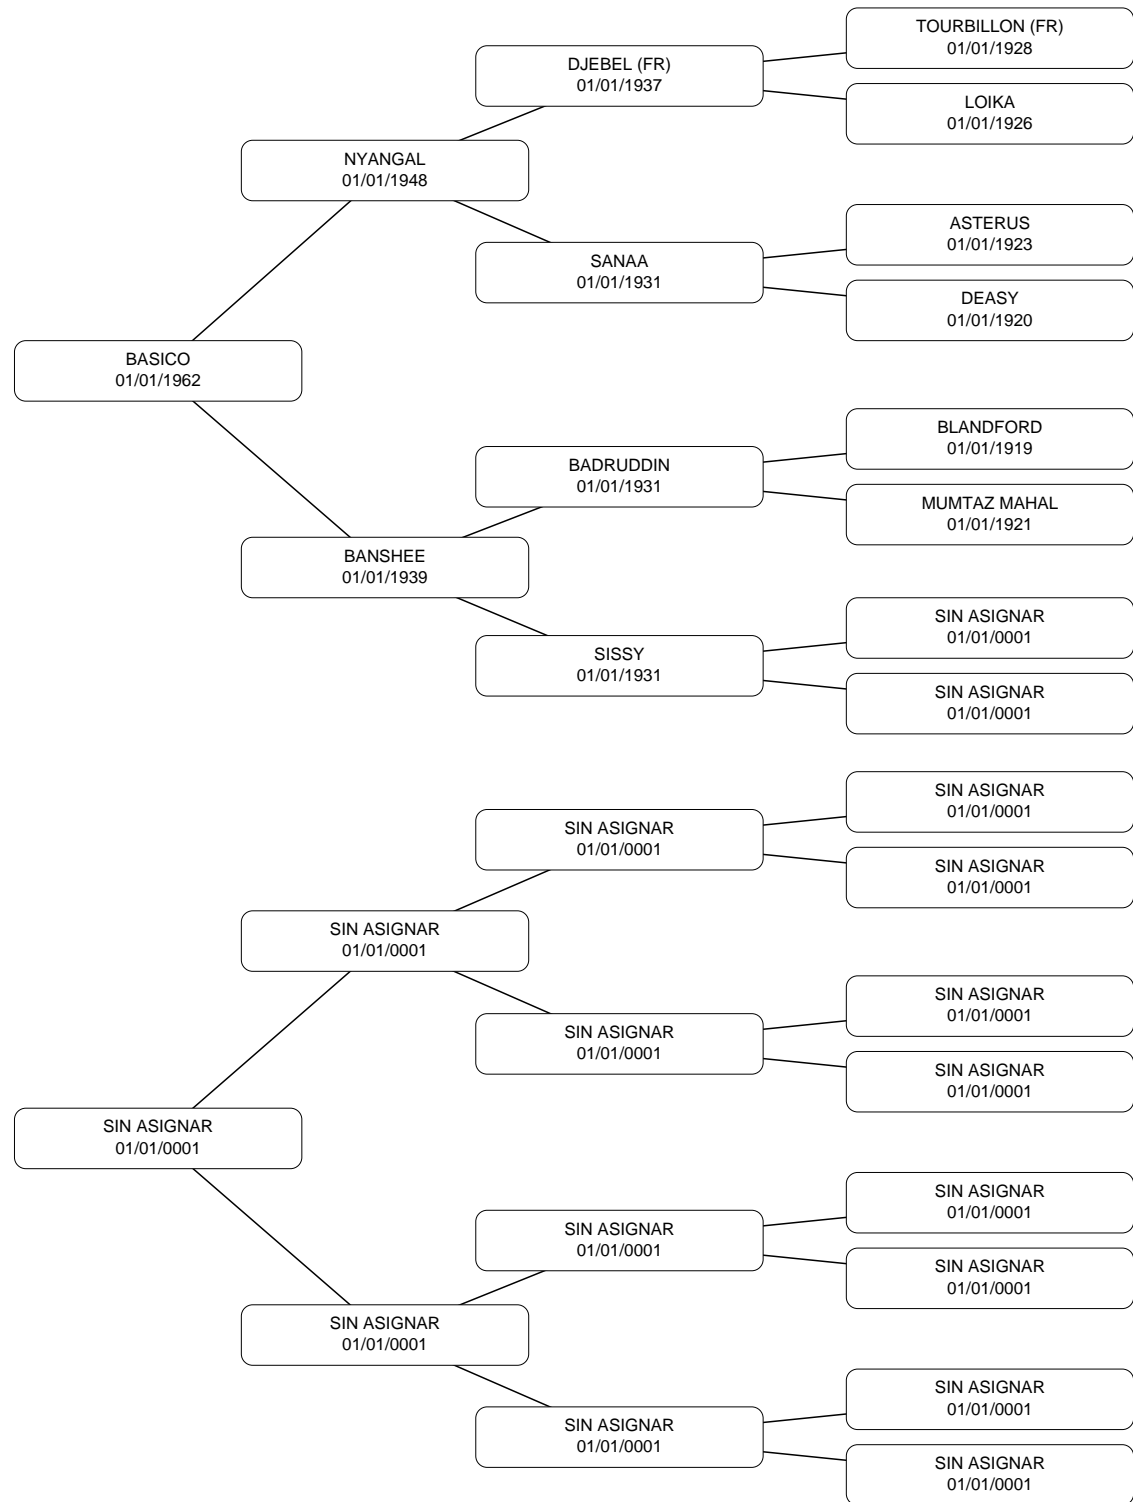 TOURBILLON (FR)
01/01/1928
DJEBEL (FR)
01/01/1937
LOIKA
01/01/1926
NYANGAL
01/01/1948
ASTERUS
01/01/1923
SANAA
01/01/1931
DEASY
01/01/1920
BASICO
01/01/1962
BLANDFORD
01/01/1919
BADRUDDIN
01/01/1931
MUMTAZ MAHAL
01/01/1921
BANSHEE
01/01/1939
SIN ASIGNAR
01/01/0001
SISSY
01/01/1931
SIN ASIGNAR
01/01/0001
SIN ASIGNAR
01/01/0001
SIN ASIGNAR
01/01/0001
SIN ASIGNAR
01/01/0001
SIN ASIGNAR
01/01/0001
SIN ASIGNAR
01/01/0001
SIN ASIGNAR
01/01/0001
SIN ASIGNAR
01/01/0001
SIN ASIGNAR
01/01/0001
SIN ASIGNAR
01/01/0001
SIN ASIGNAR
01/01/0001
SIN ASIGNAR
01/01/0001
SIN ASIGNAR
01/01/0001
SIN ASIGNAR
01/01/0001
SIN ASIGNAR
01/01/0001
SIN ASIGNAR
01/01/0001